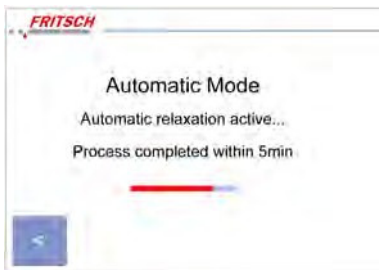 FRITSCH
Automatic Mode
Automatic relaxation active...
Process completed within 5min
<